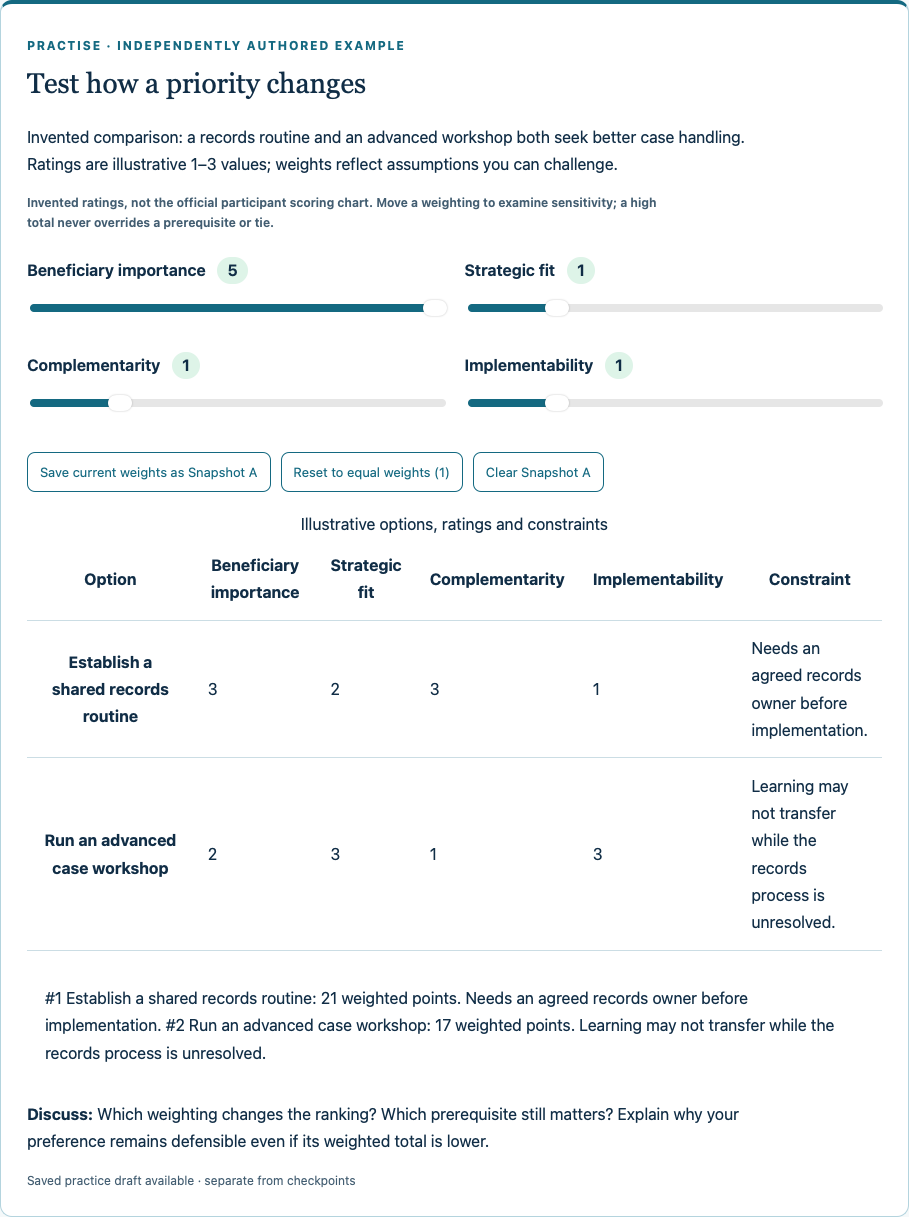 PRACTISE · INDEPENDENTLY AUTHORED EXAMPLE
Test how a priority changes
Invented comparison: a records routine and an advanced workshop both seek better case handling.
Ratings are illustrative 1–3 values; weights reflect assumptions you can challenge.
Invented ratings, not the official participant scoring chart. Move a weighting to examine sensitivity; a high
total never overrides a prerequisite or tie.
Beneficiary importance 5
Strategic fit 1
Complementarity 1
Implementability 1
Save current weights as Snapshot A
Reset to equal weights (1)
Clear Snapshot A
Illustrative options, ratings and constraints
Option
Beneficiary
importance
Strategic
fit
Complementarity
Implementability
Constraint
Establish a
shared records
routine
3
2
3
1
Needs an
agreed records
owner before
implementation.
Run an advanced
case workshop
2
3
1
3
Learning may
not transfer
while the
records
process is
unresolved.
#1 Establish a shared records routine: 21 weighted points. Needs an agreed records owner before
implementation. #2 Run an advanced case workshop: 17 weighted points. Learning may not transfer while the
records process is unresolved.
Discuss: Which weighting changes the ranking? Which prerequisite still matters? Explain why your
preference remains defensible even if its weighted total is lower.
Saved practice draft available · separate from checkpoints